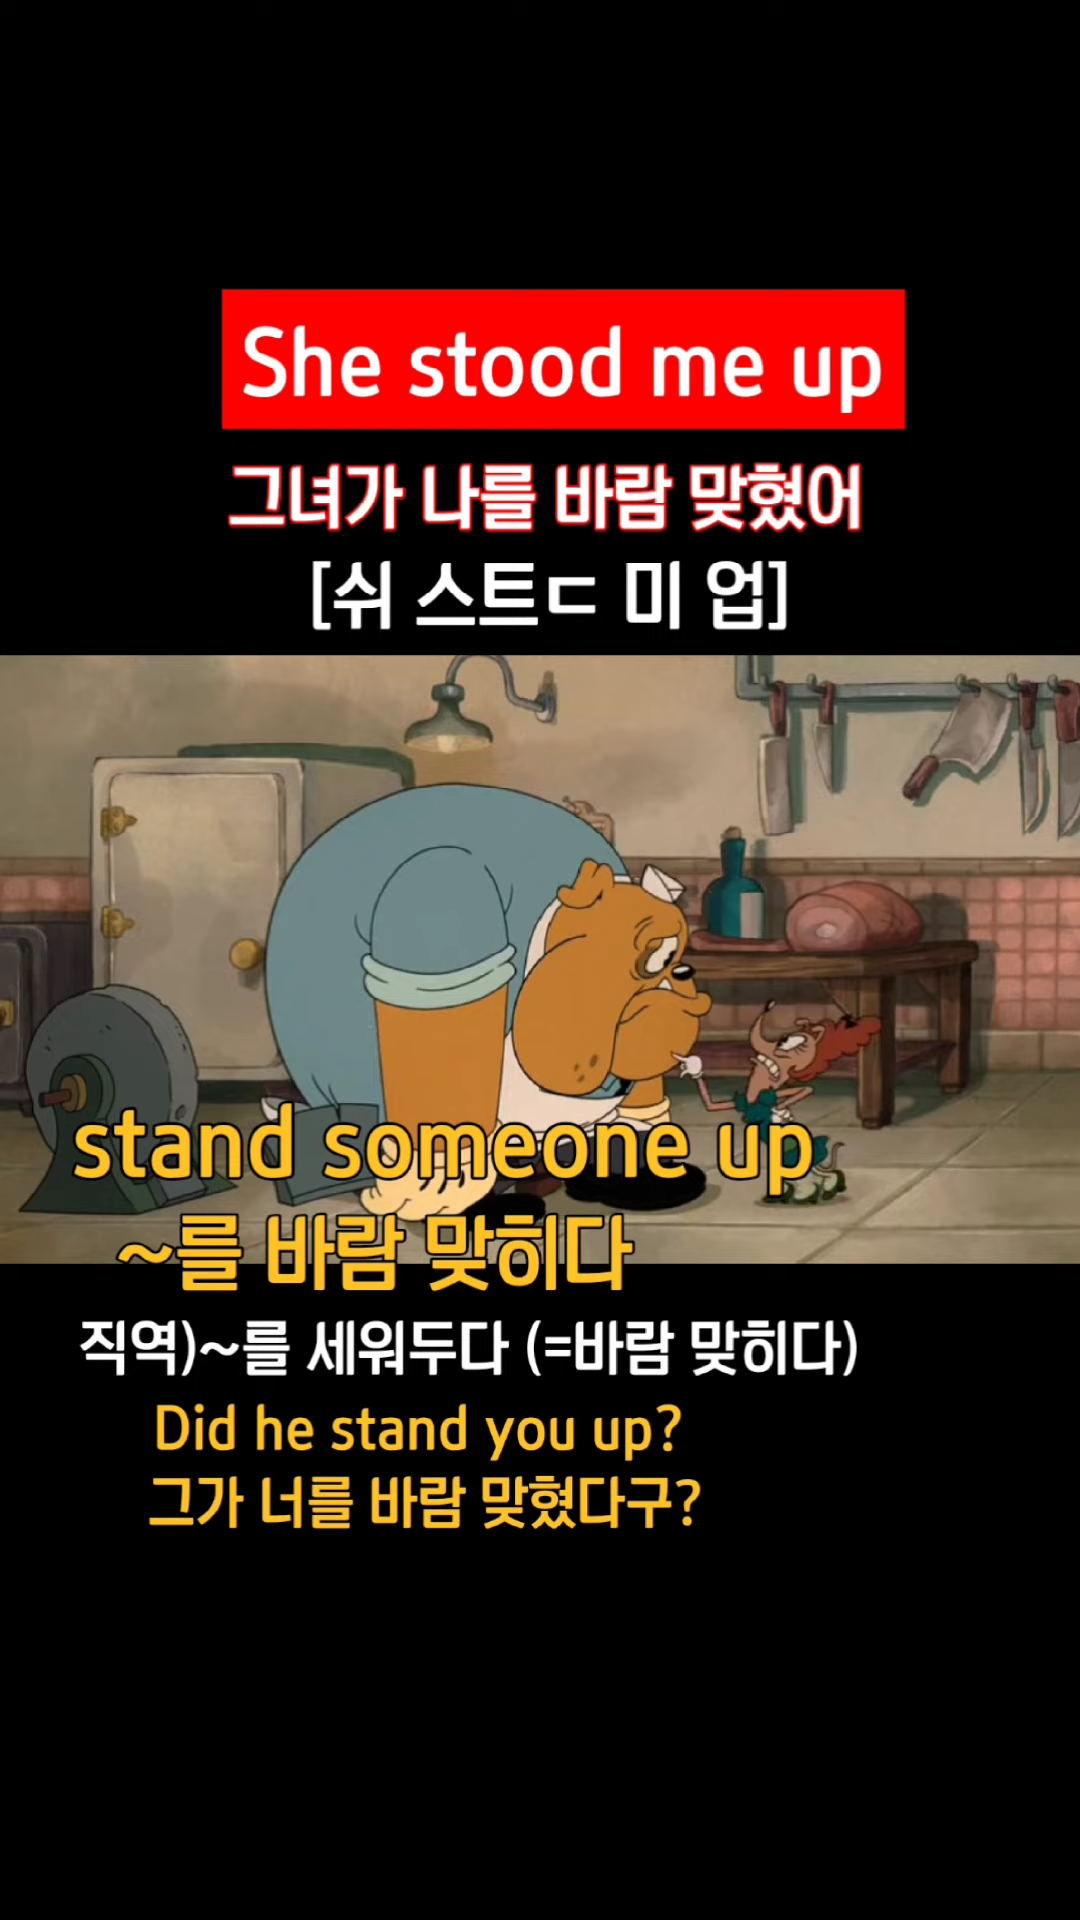 She stood me up
그녀가 나를 바람 맞혔어
[쉬 스트ㄷ 미 업]
stand someone up
~를 바람 맞히다
직역)~를 세워두다 (=바람 맞히다)
Did he stand you up?
그가 너를 바람 맞혔다구?